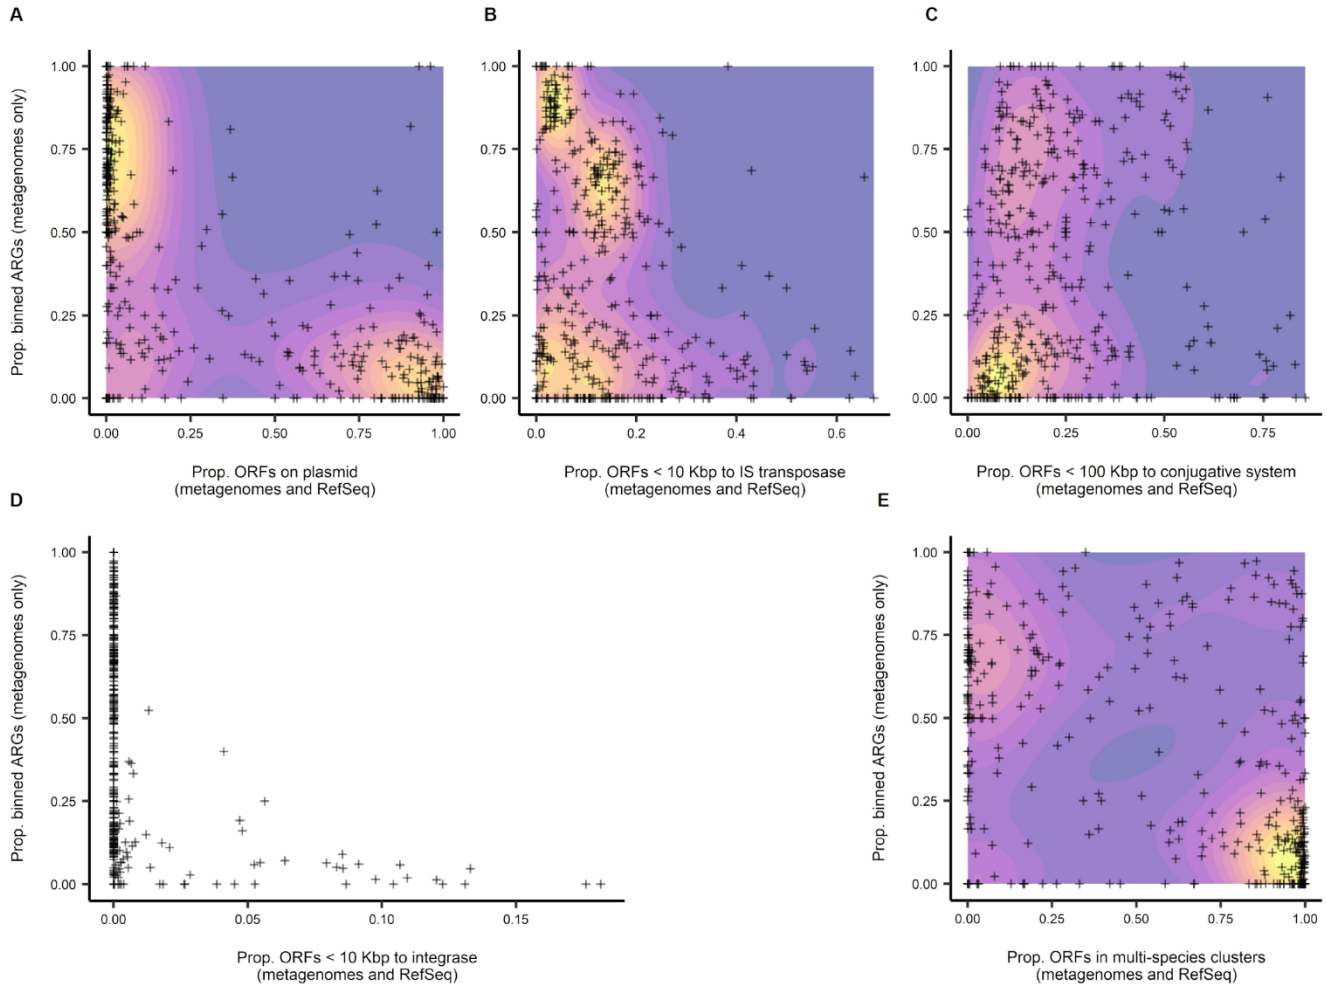 A
B
C
Prop. binned ARGs (metagenomes only)
1.00
0.75
0.50
0.25
0.00
0.00 0.25 0.50 0.75 1.00
Prop. ORFs on plasmid
(metagenomes and RefSeq)
1.00
0.75
0.50
0.25
0.00
0.0 0.2 0.4 0.6
Prop. ORFs < 10 Kbp to IS transposase
(metagenomes and RefSeq)
1.00
0.75
0.50
0.25
0.00
0.00 0.25 0.50 0.75
Prop. ORFs < 100 Kbp to conjugative system
(metagenomes and RefSeq)
D
Prop. binned ARGs (metagenomes only)
1.00
0.75
0.50
0.25
0.00
0.00 0.05 0.10 0.15
Prop. ORFs < 10 Kbp to integrase
(metagenomes and RefSeq)
E
Prop. binned ARGs (metagenomes only)
1.00
0.75
0.50
0.25
0.00
0.00 0.25 0.50 0.75 1.00
Prop. ORFs in multi-species clusters
(metagenomes and RefSeq)